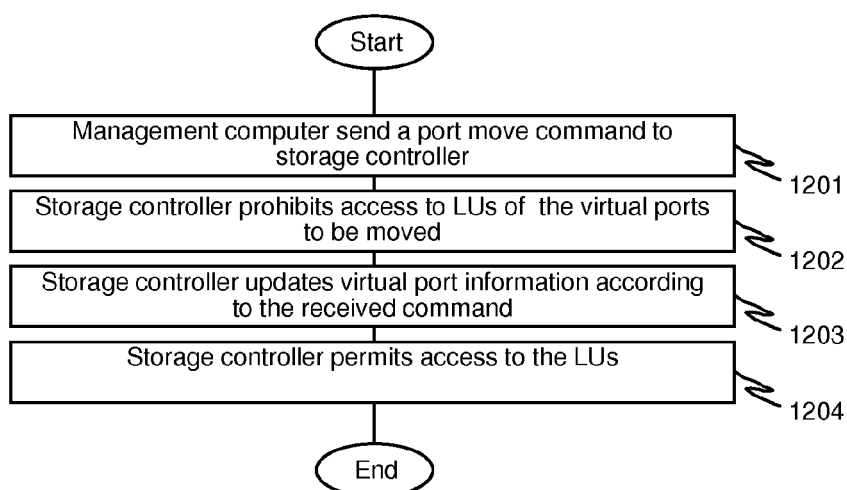 Start
Management computer send a port move command to
storage controller
1201
Storage controller prohibits access to LUs of the virtual ports
to be moved
1202
Storage controller updates virtual port information according
to the received command
1203
Storage controller permits access to the LUs
1204
End